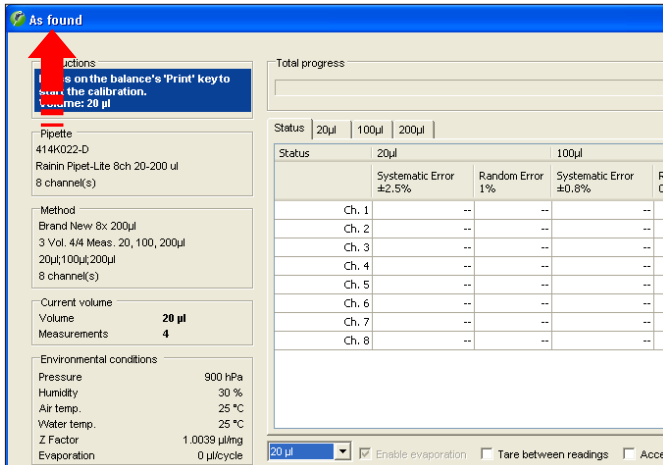 As found
uctions
s on the balance's 'Print' key to
start the calibration.
Volume: 20 µl
Pipette
414K022-D
Rainin Pipet-Lite 8ch 20-200 ul
8 channel(s)
Method
Brand New 8x 200µl
3 Vol. 4/4 Meas. 20, 100, 200µl
20µl;100µl;200µl
8 channel(s)
Current volume
Volume 20 µl
Measurements 4
Environmental conditions
Pressure 900 hPa
Humidity 30 %
Air temp. 25 °C
Water temp. 25 °C
Z Factor 1.0039 µl/mg
Evaporation 0 µl/cycle
Total progress
Status 20µl 100µl 200µl
Status 20µl 100µl
Systematic Error Random Error Systematic Error R
±2.5% 1% ±0.8%
Ch. 1 -- -- --
Ch. 2 -- -- --
Ch. 3 -- -- --
Ch. 4 -- -- --
Ch. 5 -- -- --
Ch. 6 -- -- --
Ch. 7 -- -- --
Ch. 8 -- -- --
20 µl Enable evaporation Tare between readings Acc